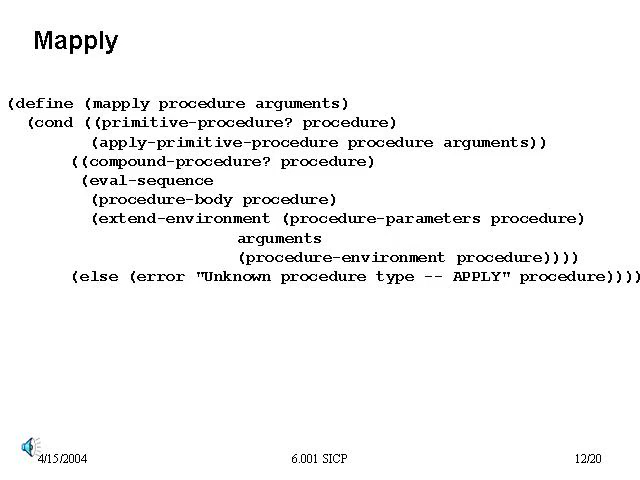 Mapply
(define (mapply procedure arguments)
(cond ((primitive-procedure? procedure)
(apply-primitive-procedure procedure arguments))
((compound-procedure? procedure)
(eval-sequence
(procedure-body procedure)
(extend-environment (procedure-parameters procedure)
arguments
(procedure-environment procedure))))
(else (error "Unknown procedure type -- APPLY" procedure))))
4/15/2004
6.001 SICP
12/20